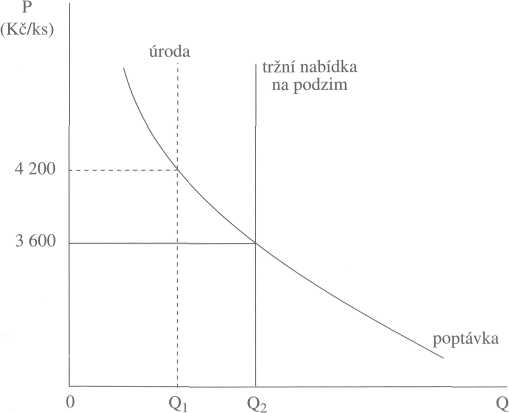 P
(Kč/ks)
úroda
tržní nabídka
na podzim
4 200
3 600
poptávka
0
Q1
Q2
Q